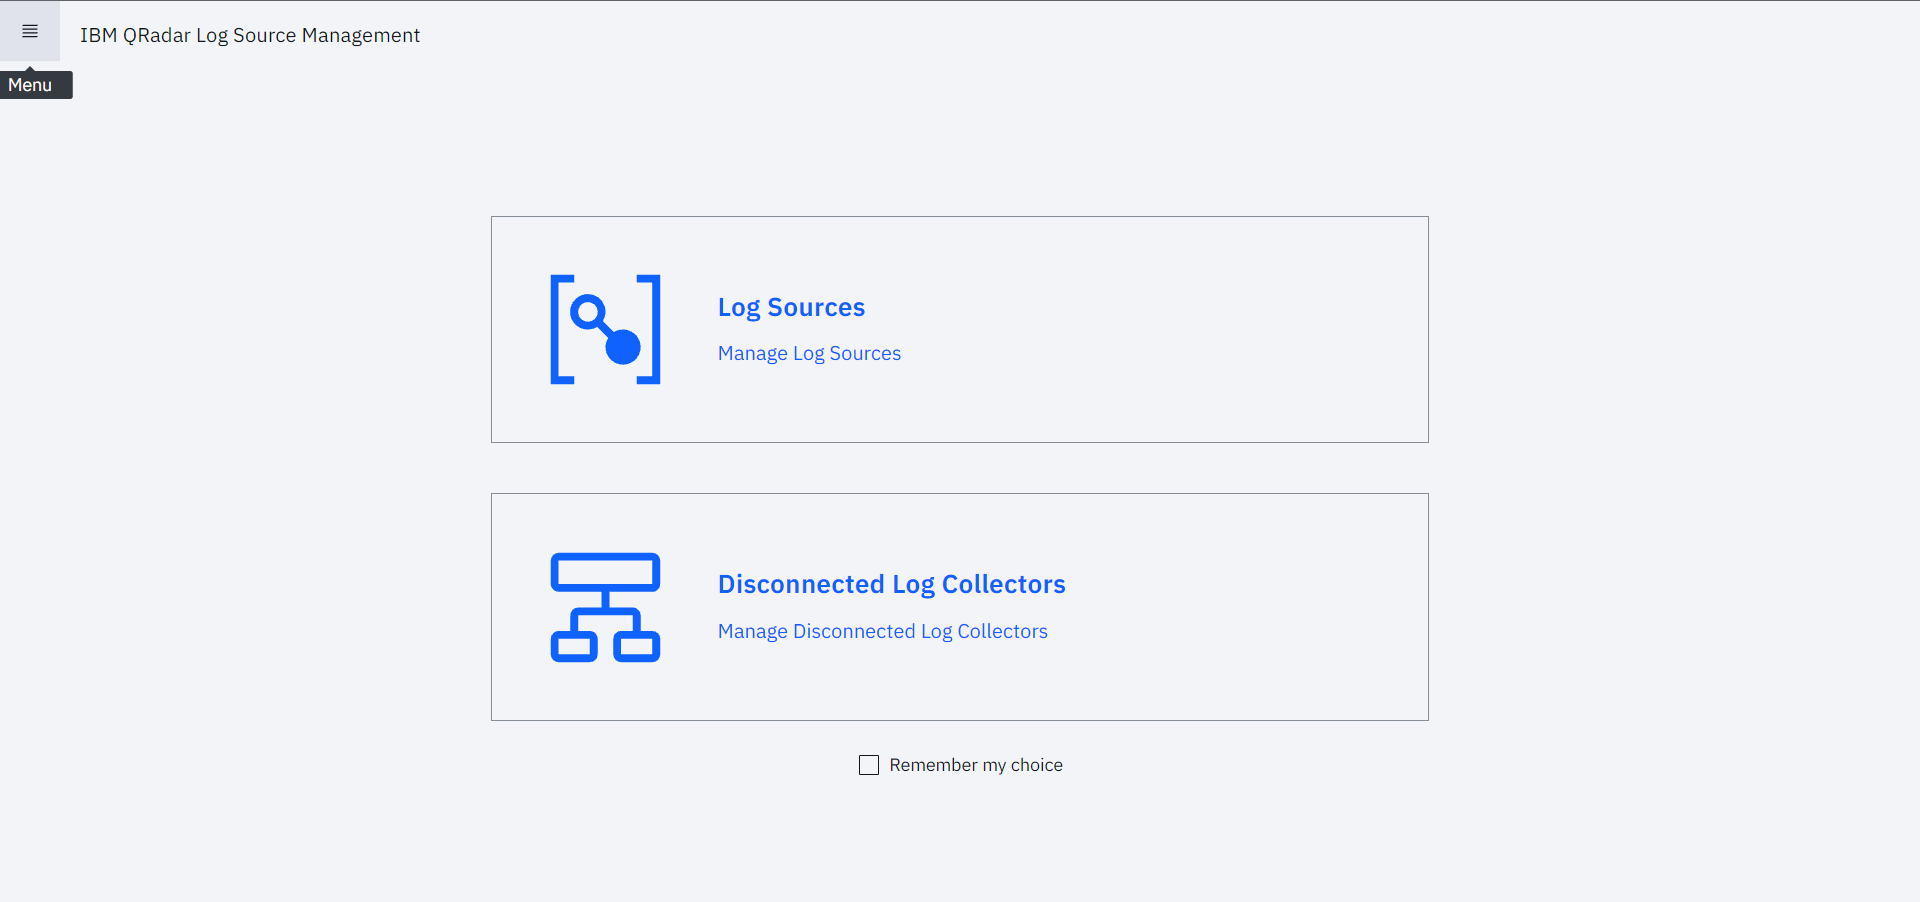 IBM QRadar Log Source Management
Menu
Log Sources
Manage Log Sources
Disconnected Log Collectors
Manage Disconnected Log Collectors
Remember my choice